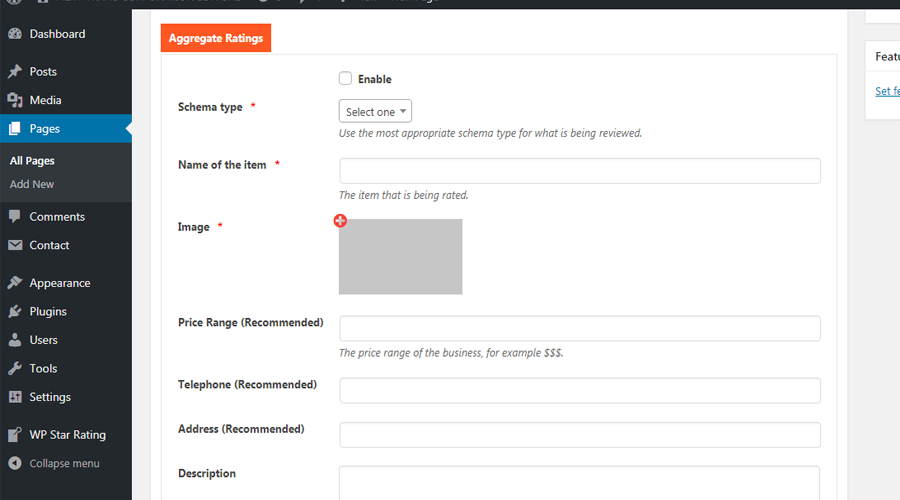 Dashboard
Posts
Media
Pages
All Pages
Add New
Comments
Contact
Appearance
Plugins
Users
Tools
Settings
WP Star Rating
Collapse menu
Aggregate Ratings
Enable
Schema type *
Select one
Use the most appropriate schema type for what is being reviewed.
Name of the item *
The item that is being rated.
Image *
Price Range (Recommended)
The price range of the business, for example $$$.
Telephone (Recommended)
Address (Recommended)
Description
Featu
Set fe